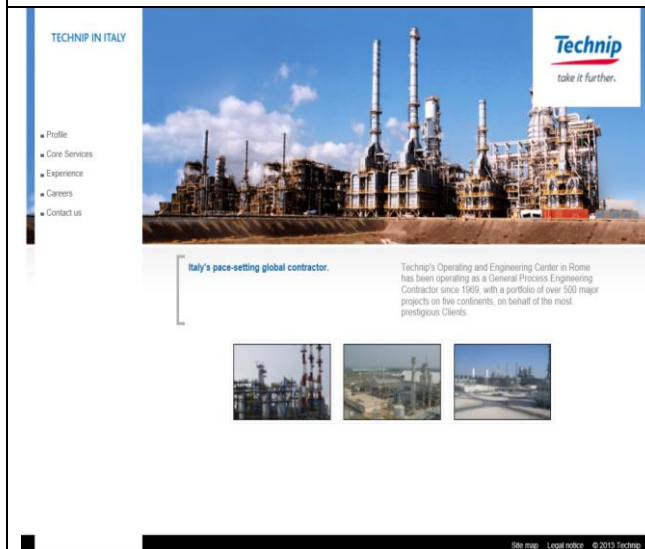 TECHNIP IN ITALY
Technip
take it further.
Profile
Core Services
Experience
Careers
Contact us
Italy's pace-setting global contractor.
Technip's Operating and Engineering Center in Rome
has been operating as a General Process Engineering
Contractor since 1969, with a portfolio of over 500 major
projects on five continents, on behalf of the most
prestigious Clients.
Site map Legal notice © 2013 Technip